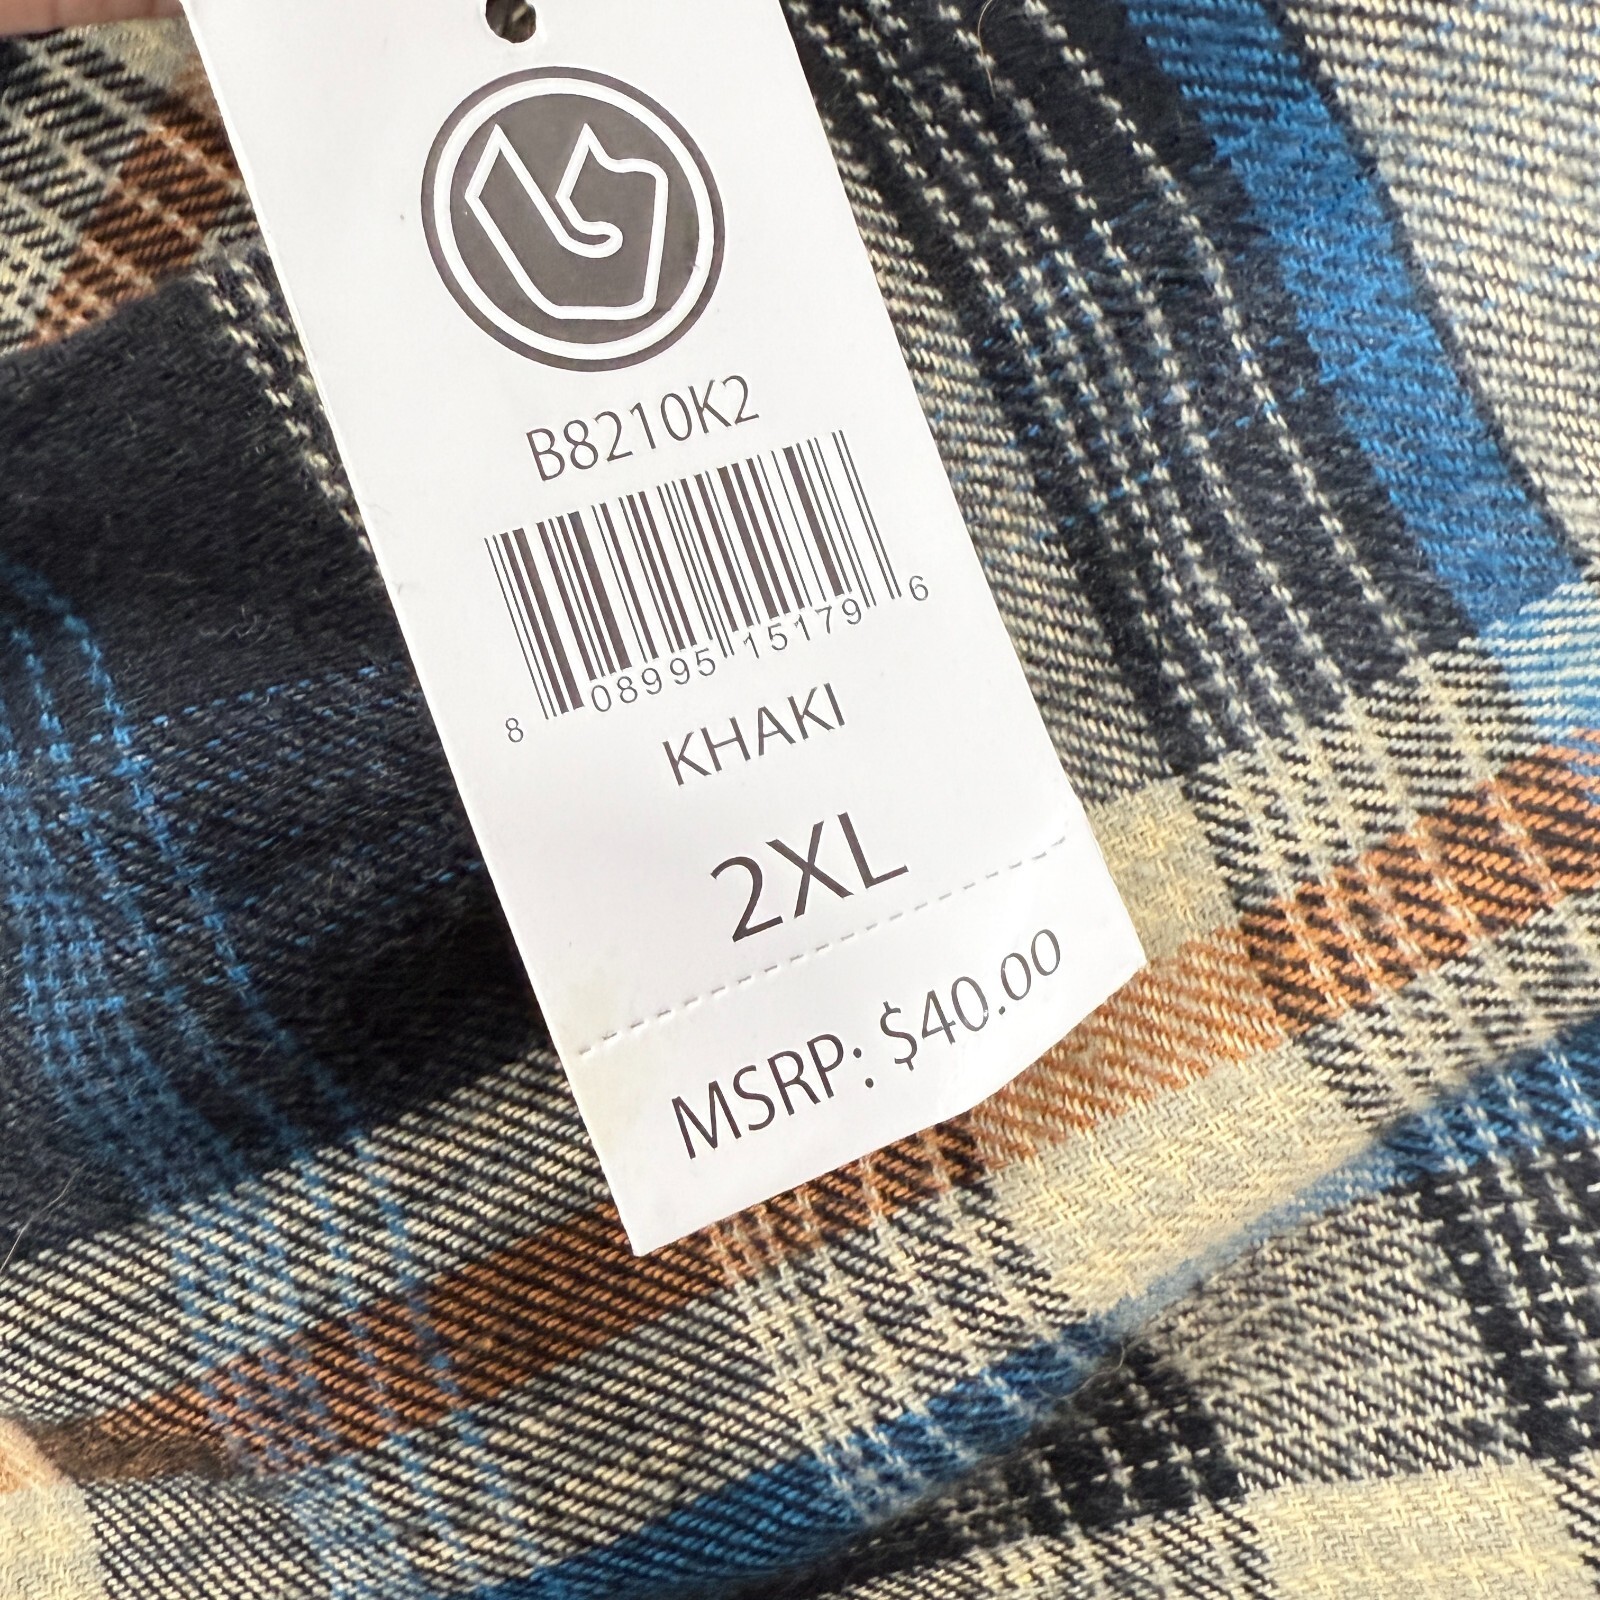 B8210K2
8 08995 15179 6
KHAKI
2XL
MSRP: $40.00